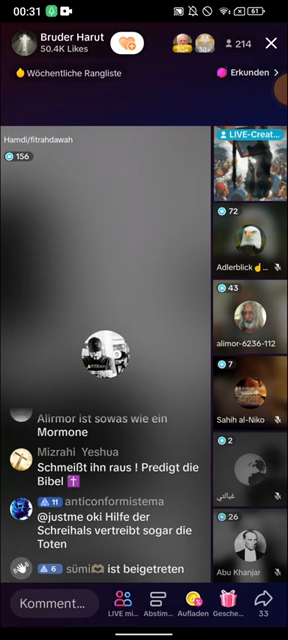 00:31
61
Bruder Harut
50.4K Likes
30+
30+
214
Wöchentliche Rangliste
Erkunden
Hamdi/fitrahdawah
156
LIVE-Creat...
72
Adlerblick☝️...
43
alimor-6236-112
7
Sahih al-Niko
2
26
Abu Khanjar
Alirmor ist sowas wie ein
Mormone
Mizrahi Yeshua
Schmeißt ihn raus ! Predigt die
Bibel ✝️
11 anticonformistema
@justme oki Hilfe der
Schreihals vertreibt sogar die
Toten
6 sümi🫶🏽 ist beigetreten
Komment...
LIVE mi...
Abstim...
Aufladen
Gesche...
33